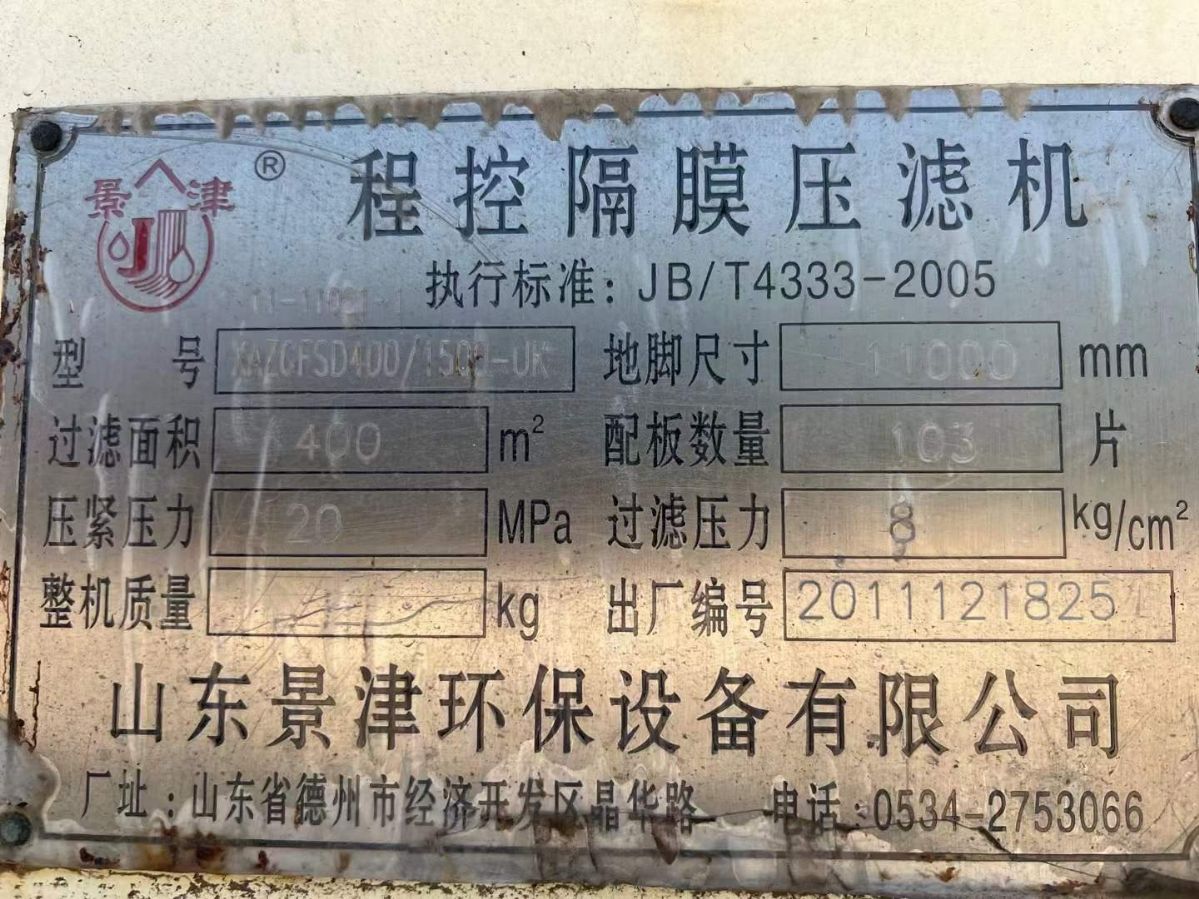 景津 ® 程控隔膜压滤机
执行标准：JB/T4333-2005
型号 XAZGFSD400/1500-UK 地脚尺寸 11000 mm
过滤面积 400 m² 配板数量 103 片
压紧压力 20 MPa 过滤压力 8 kg/cm²
整机质量 kg 出厂编号 2011121825
山东景津环保设备有限公司
厂址：山东省德州市经济开发区晶华路 电话：0534-2753066